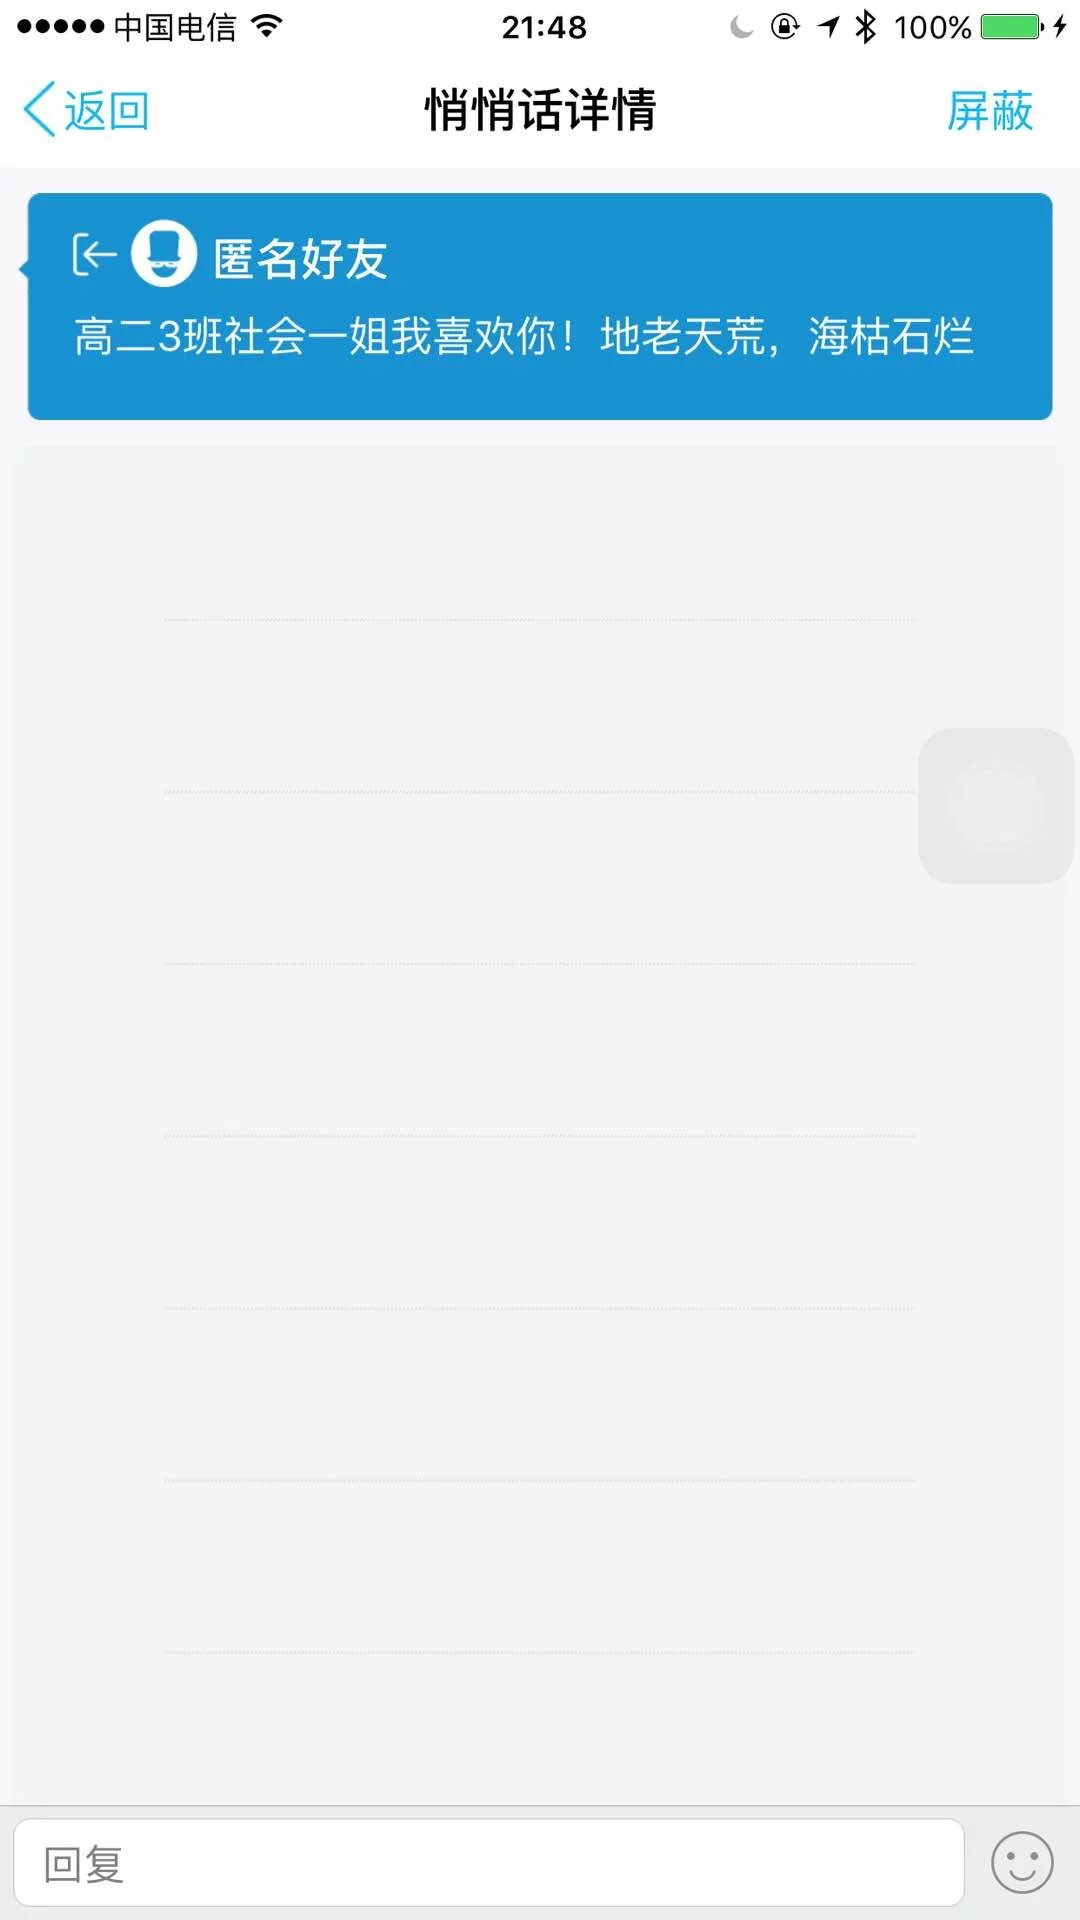 中国电信
21:48
100%
返回
悄悄话详情
屏蔽
匿名好友
高二3班社会一姐我喜欢你！地老天荒，海枯石烂
回复